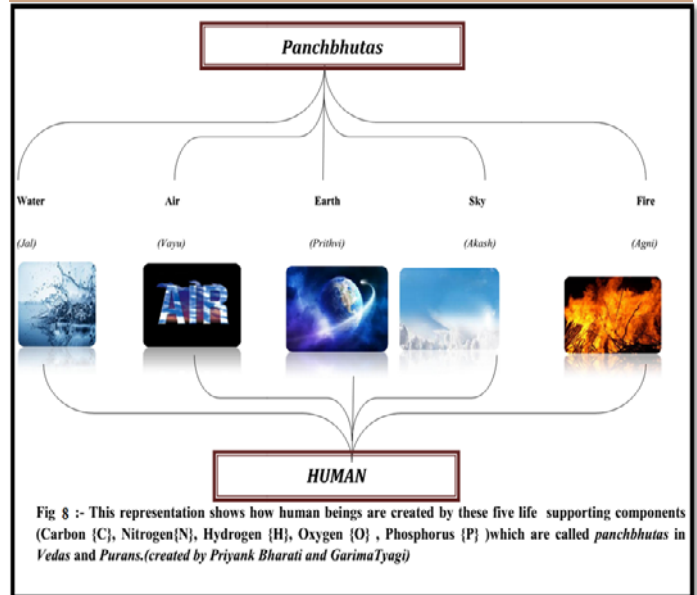 Panchbhutas
Water Air Earth Sky Fire
(Jal) (Vayu) (Prithvi) (Akash) (Agni)
AIR
HUMAN
Fig 8 :- This representation shows how human beings are created by these five life supporting components
(Carbon {C}, Nitrogen{N}, Hydrogen {H}, Oxygen {O} , Phosphorus {P} )which are called panchbhutas in
Vedas and Purans.(created by Priyank Bharati and GarimaTyagi)